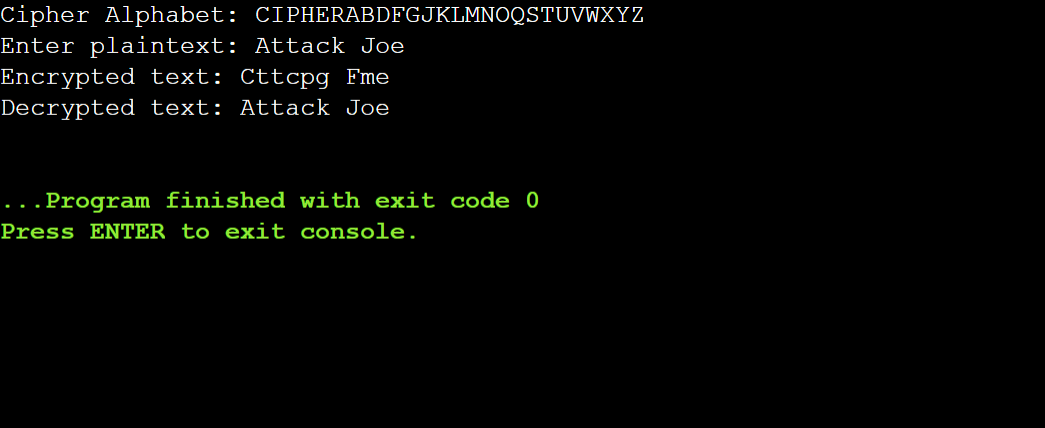 Cipher Alphabet: CIPHERABDFGJKLMNOQSTUVWXYZ
Enter plaintext: Attack Joe
Encrypted text: Cttcpg Fme
Decrypted text: Attack Joe
...Program finished with exit code 0
Press ENTER to exit console.